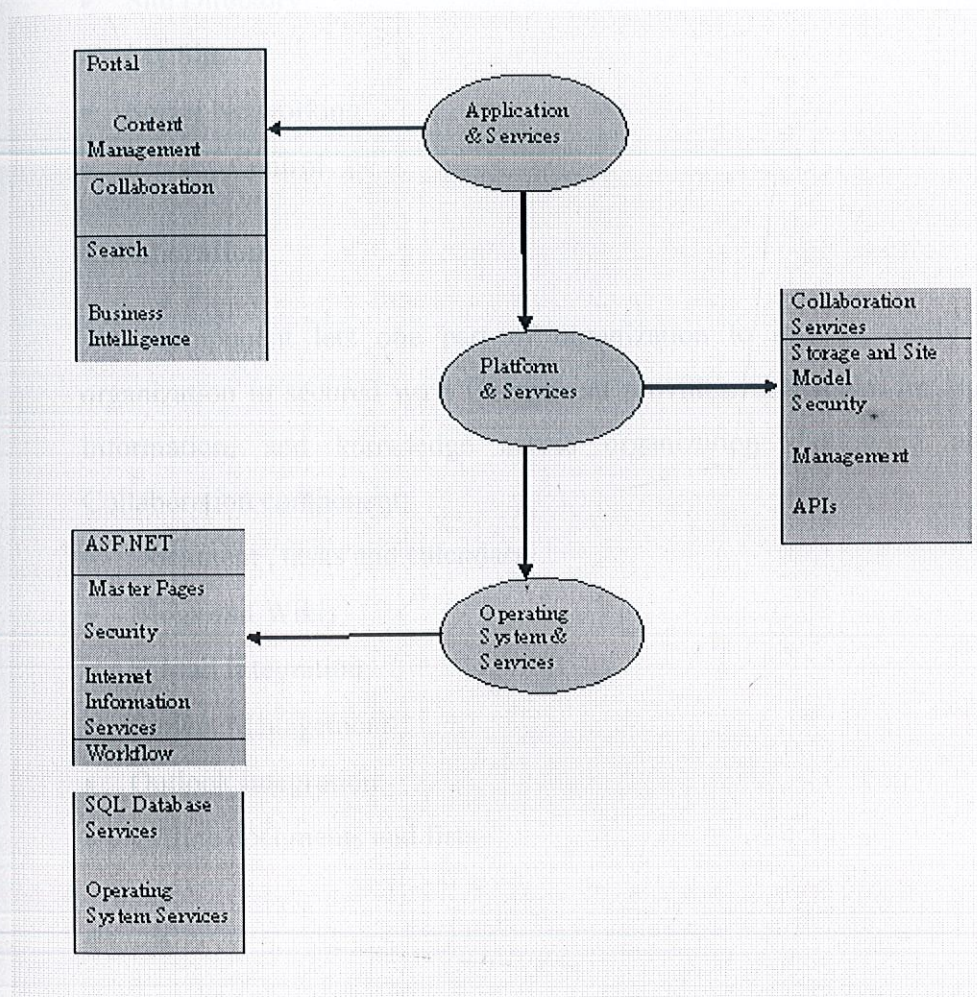 Portal
Content
Management
Collaboration
Search
Business
Intelligence
Application
& Services
Platform
& Services
Collaboration
Services
Storage and Site
Model
Security
Management
APIs
ASP.NET
Master Pages
Security
Internet
Information
Services
Workflow
Operating
System &
Services
SQL Database
Services
Operating
System Services